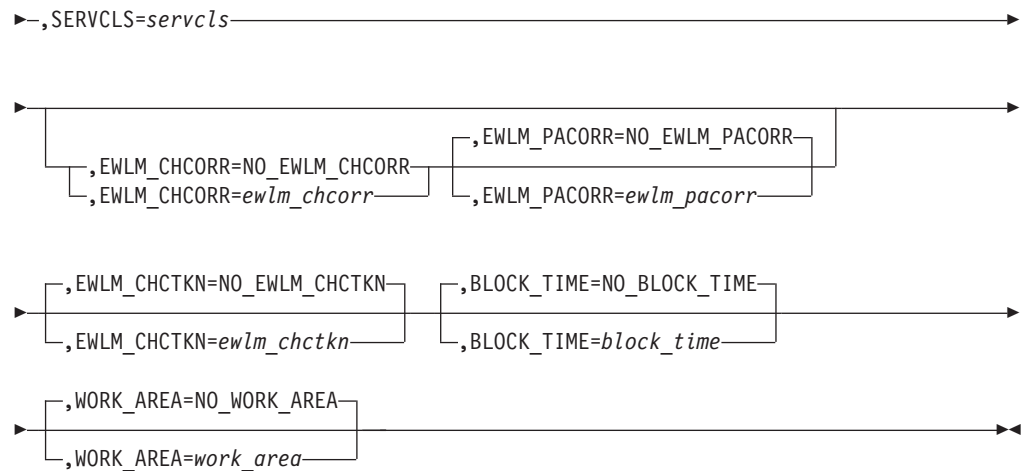 ,SERVCLS=servcls
,EWLM_CHCORR=NO_EWLM_CHCORR
,EWLM_CHCORR=ewlm_chcorr
,EWLM_PACORR=NO_EWLM_PACORR
,EWLM_PACORR=ewlm_pacorr
,EWLM_CHCTKN=NO_EWLM_CHCTKN
,EWLM_CHCTKN=ewlm_chctkn
,BLOCK_TIME=NO_BLOCK_TIME
,BLOCK_TIME=block_time
,WORK_AREA=NO_WORK_AREA
,WORK_AREA=work_area